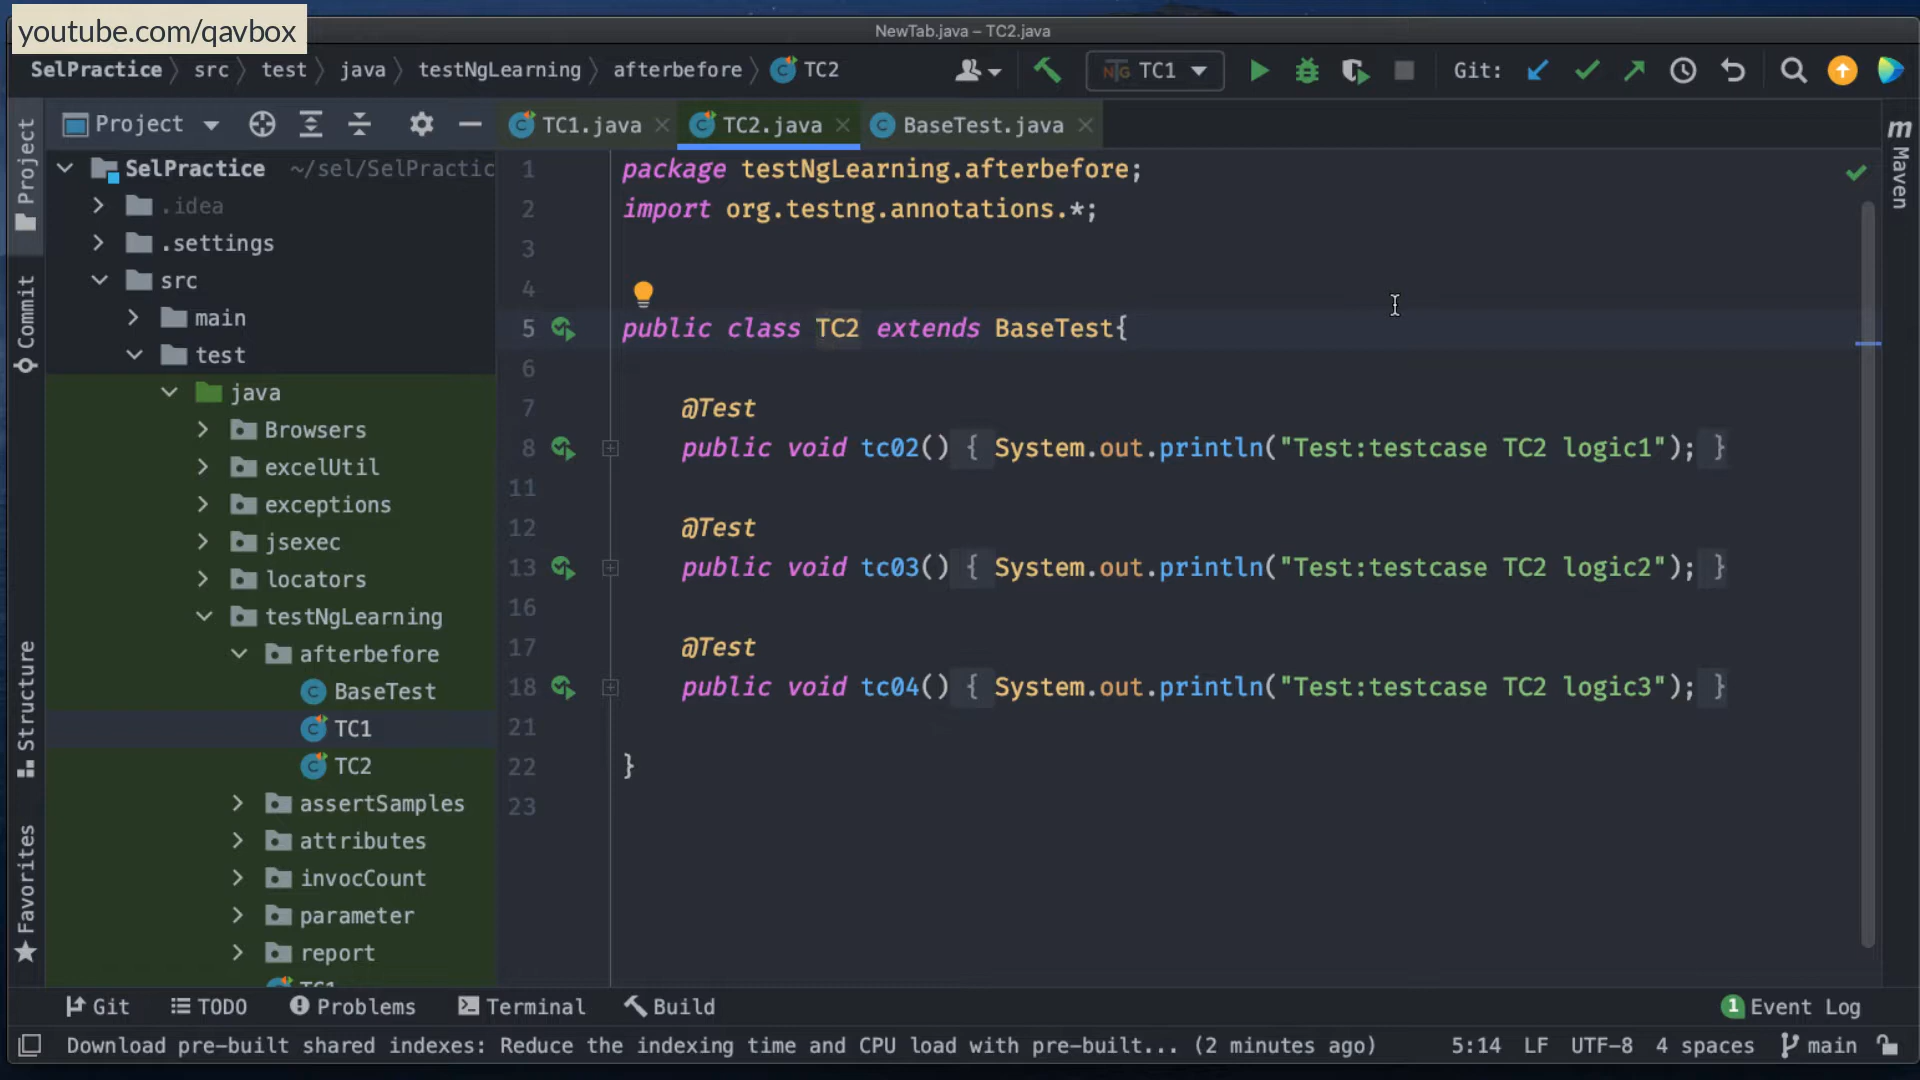 youtube.com/qavbox
NewTab.java – TC2.java
SelPractice src test java testNgLearning afterbefore TC2
TC1
Git:
Project
TC1.java TC2.java BaseTest.java
Project
Commit
Structure
Favorites
Maven
SelPractice ~/sel/SelPractic
.idea
.settings
src
main
test
java
Browsers
excelUtil
exceptions
jsexec
locators
testNgLearning
afterbefore
BaseTest
TC1
TC2
assertSamples
attributes
invocCount
parameter
report
1 package testNgLearning.afterbefore;
2 import org.testng.annotations.*;
3
4
5 public class TC2 extends BaseTest{
6
7 @Test
8 public void tc02() { System.out.println("Test:testcase TC2 logic1"); }
11
12 @Test
13 public void tc03() { System.out.println("Test:testcase TC2 logic2"); }
16
17 @Test
18 public void tc04() { System.out.println("Test:testcase TC2 logic3"); }
21
22 }
23
Git TODO Problems Terminal Build
1 Event Log
Download pre-built shared indexes: Reduce the indexing time and CPU load with pre-built... (2 minutes ago)
5:14 LF UTF-8 4 spaces main